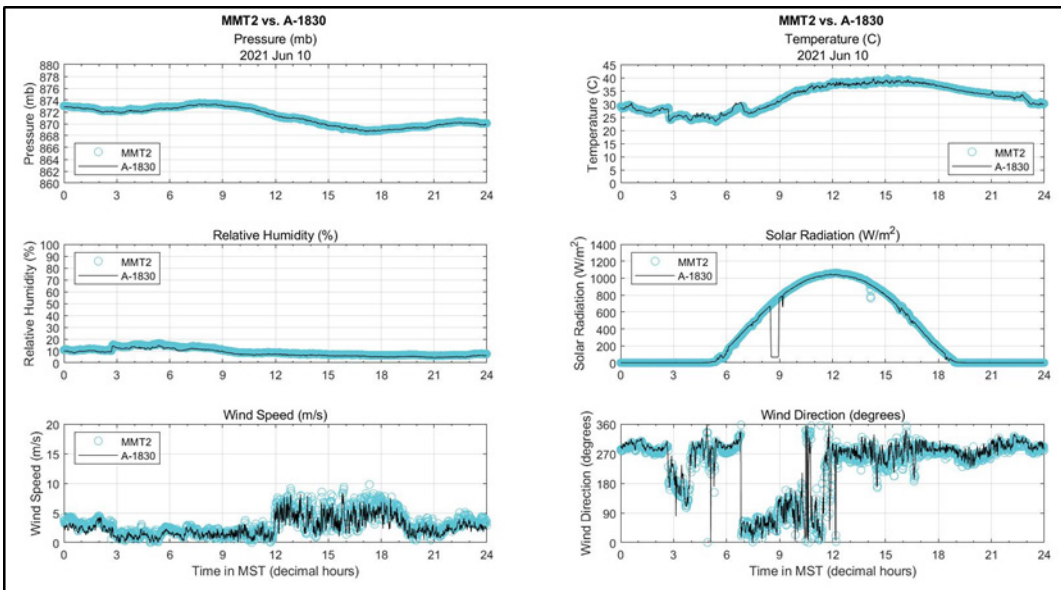 MMT2 vs. A-1830
Pressure (mb)
2021 Jun 10
Pressure (mb)
880
878
876
874
872
870
868
866
864
862
860
MMT2
A-1830
0 3 6 9 12 15 18 21 24
MMT2 vs. A-1830
Temperature (C)
2021 Jun 10
Temperature (C)
45
40
35
30
25
20
15
10
5
0
MMT2
A-1830
0 3 6 9 12 15 18 21 24
Relative Humidity (%)
Relative Humidity (%)
100
90
80
70
60
50
40
30
20
10
0
MMT2
A-1830
0 3 6 9 12 15 18 21 24
Solar Radiation (W/m²)
Solar Radiation (W/m²)
1400
1200
1000
800
600
400
200
0
MMT2
A-1830
0 3 6 9 12 15 18 21 24
Wind Speed (m/s)
Wind Speed (m/s)
20
15
10
5
0
MMT2
A-1830
0 3 6 9 12 15 18 21 24
Time in MST (decimal hours)
Wind Direction (degrees)
Wind Direction (degrees)
360
270
180
90
0
0 3 6 9 12 15 18 21 24
Time in MST (decimal hours)